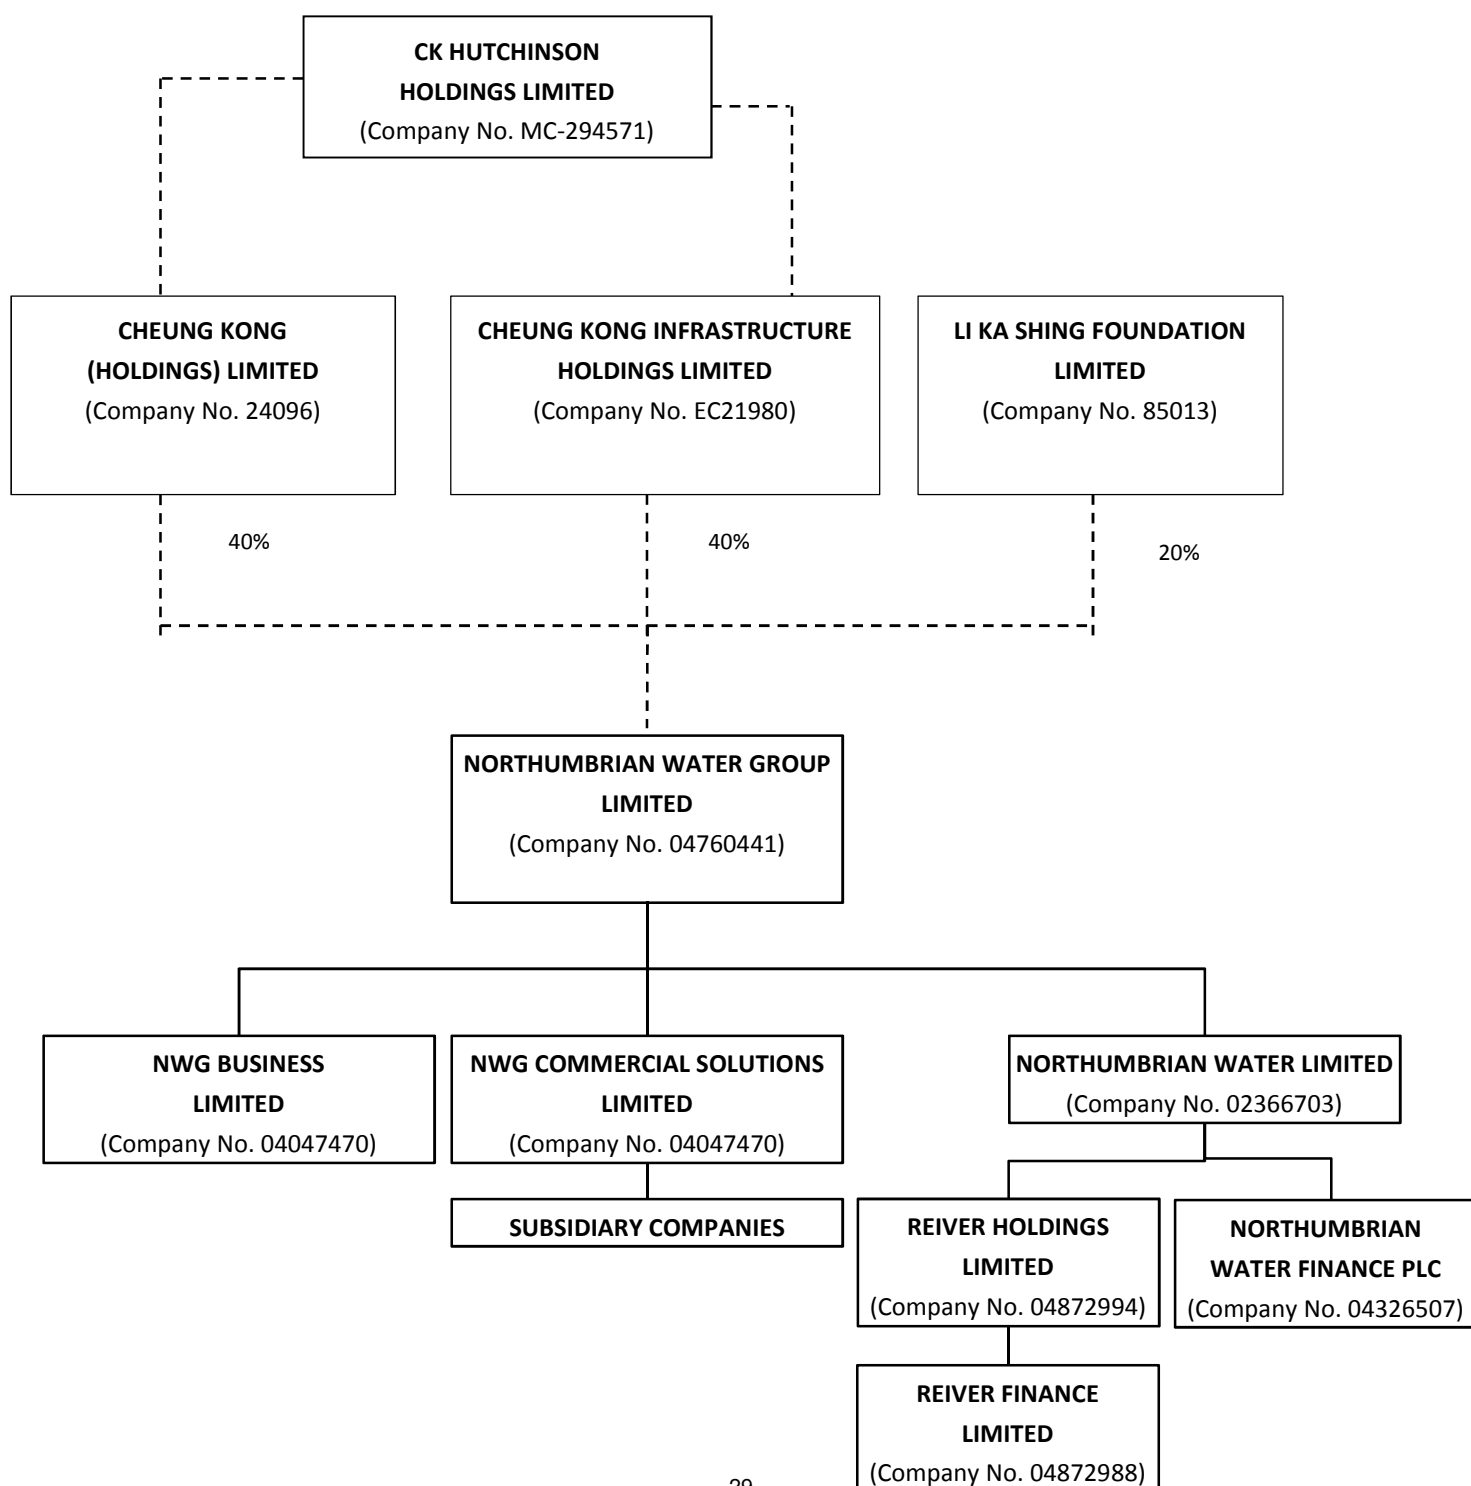 CK HUTCHINSON
HOLDINGS LIMITED
(Company No. MC-294571)
CHEUNG KONG
(HOLDINGS) LIMITED
(Company No. 24096)
CHEUNG KONG INFRASTRUCTURE
HOLDINGS LIMITED
(Company No. EC21980)
LI KA SHING FOUNDATION
LIMITED
(Company No. 85013)
40%
40%
20%
NORTHUMBRIAN WATER GROUP
LIMITED
(Company No. 04760441)
NWG BUSINESS
LIMITED
(Company No. 04047470)
NWG COMMERCIAL SOLUTIONS
LIMITED
(Company No. 04047470)
NORTHUMBRIAN WATER LIMITED
(Company No. 02366703)
SUBSIDIARY COMPANIES
REIVER HOLDINGS
LIMITED
(Company No. 04872994)
NORTHUMBRIAN
WATER FINANCE PLC
(Company No. 04326507)
REIVER FINANCE
LIMITED
(Company No. 04872988)